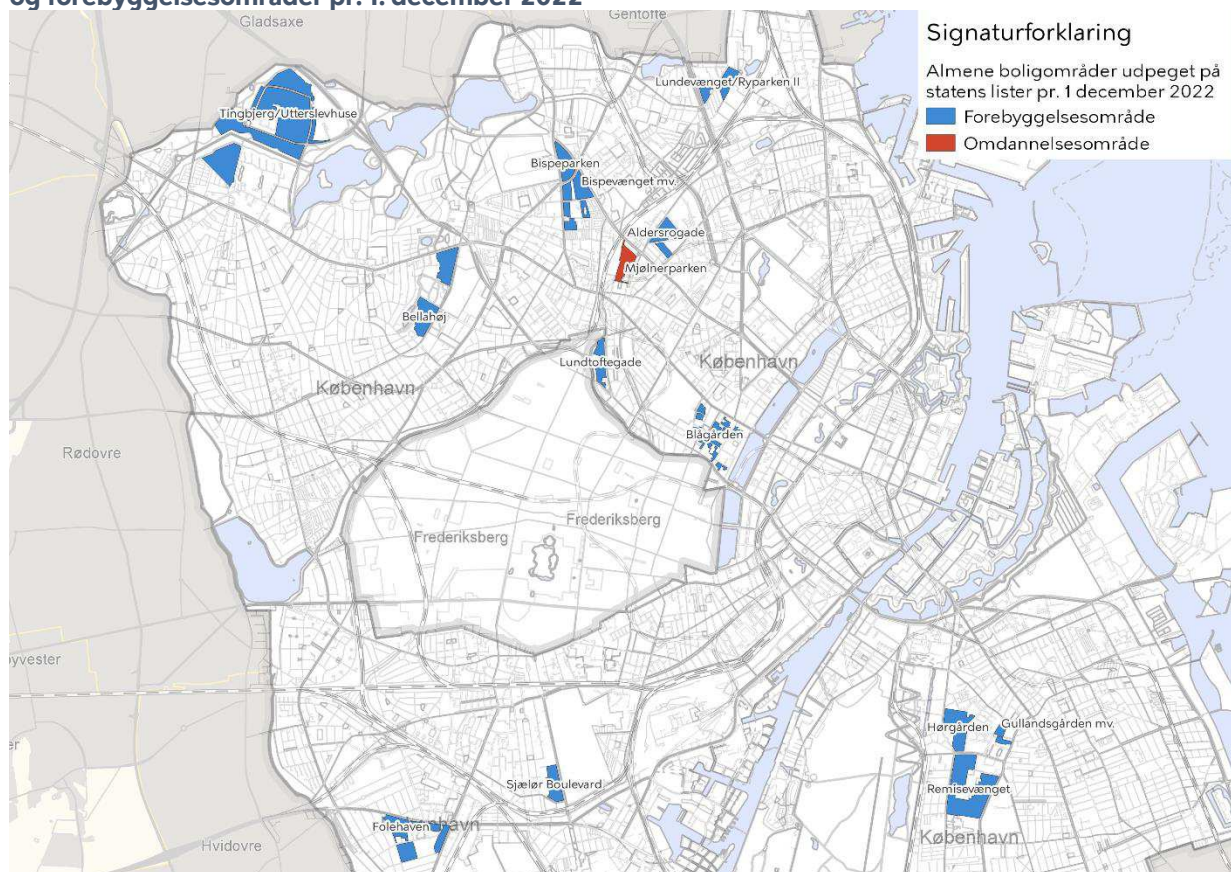 og forebyggelsesområder pr. 1. december 2022
Gladsaxe
Gentofte
Signaturforklaring
Almene boligområder udpeget på
statens lister pr. 1 december 2022
Forebyggelsesområde
Omdannelsesområde
Lundevænget/Ryparken II
Tingbjerg/Utterslevhuse
Bispeparken
Bispevænget mv.
Aldersrogade
Mjølnerparken
Bellahøj
Lundtoftegade
København
København
Blågården
Rødovre
Frederiksberg
Frederiksberg
byvester
Hørgården
Gullandsgården mv.
Sjælør Boulevard
Remisevænget
Folehaven
havn
København
Hvidovre